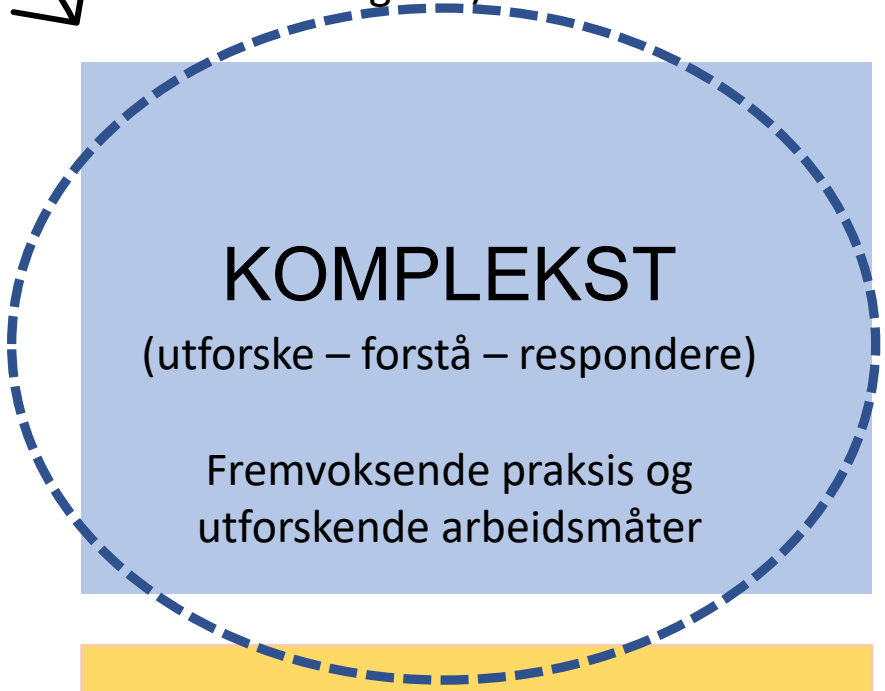 KOMPLEKST
(utforske – forstå – respondere)
Fremvoksende praksis og
utforskende arbeidsmåter